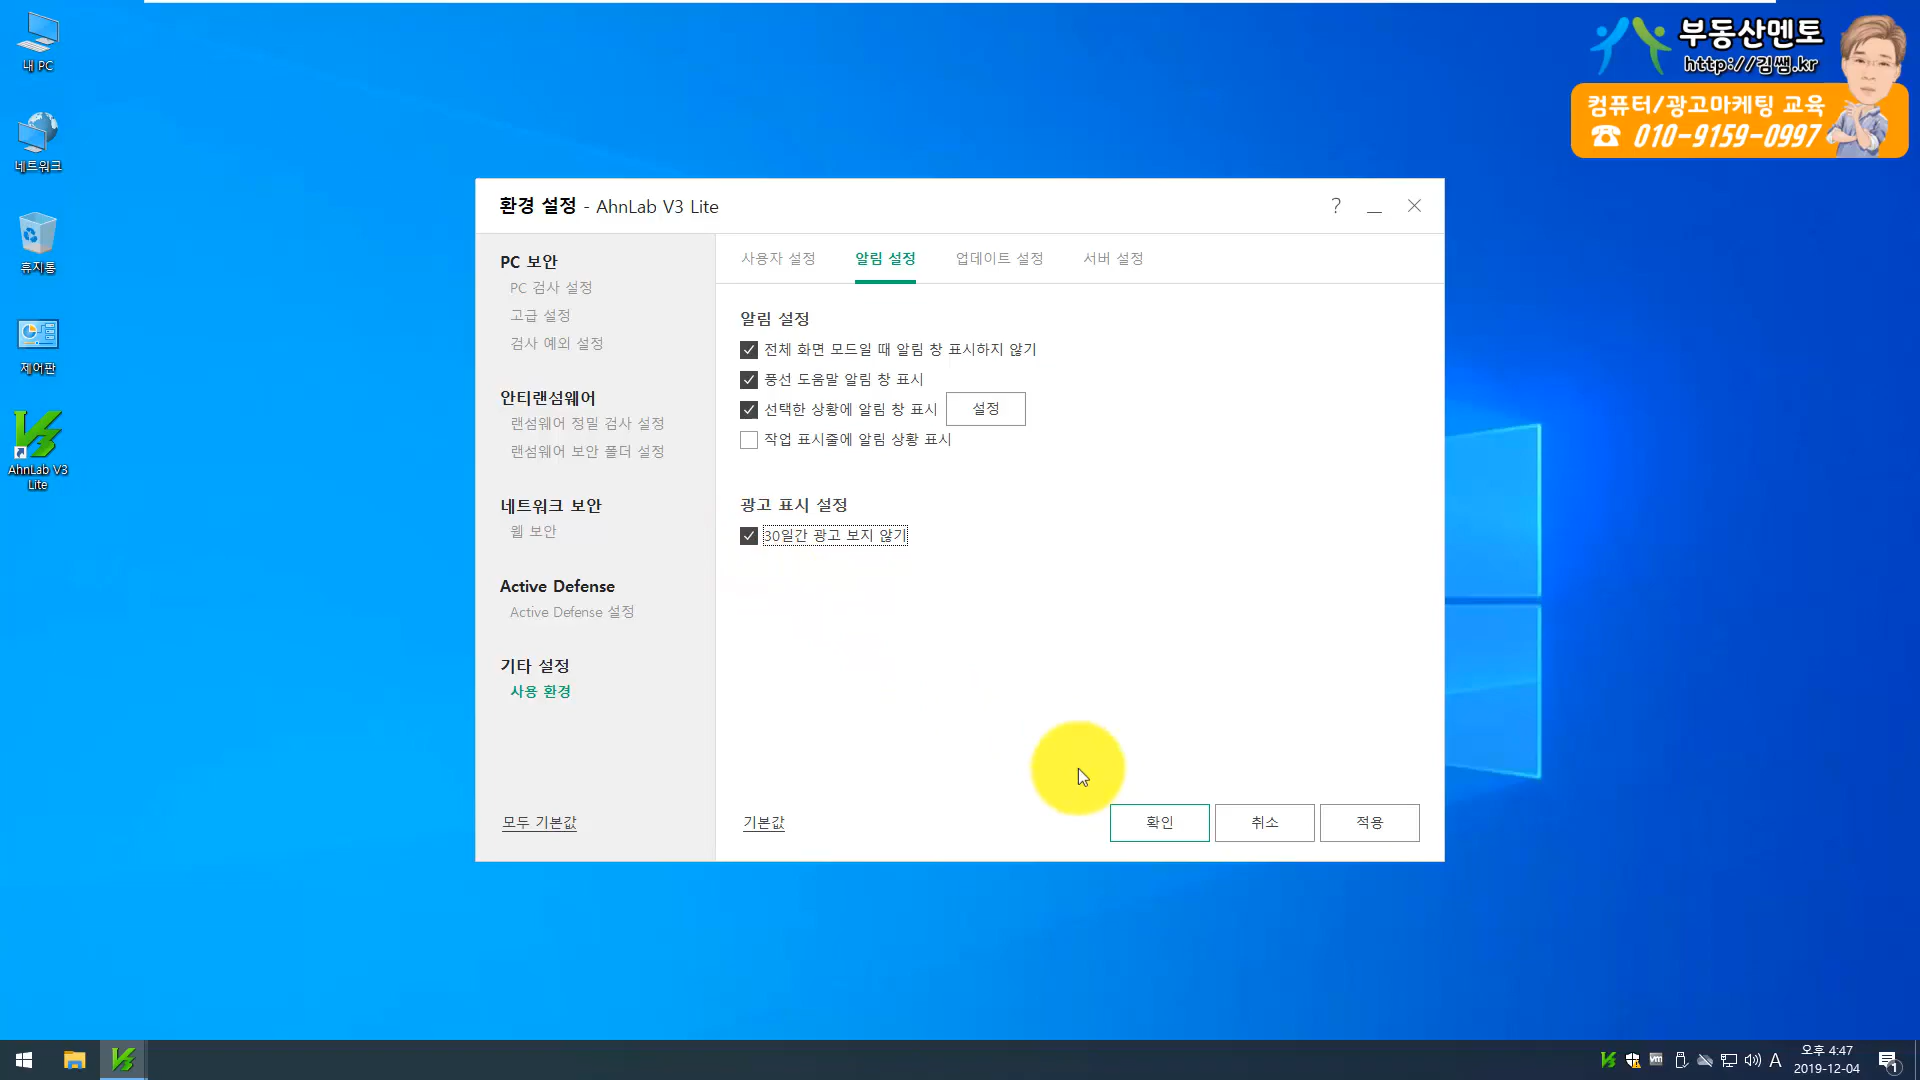 내 PC
네트워크
휴지통
제어판
AhnLab V3
Lite
부동산멘토
http://김쌤.kr
컴퓨터/광고마케팅 교육
☎ 010-9159-0997
환경 설정 - AhnLab V3 Lite
?
PC 보안
PC 검사 설정
고급 설정
검사 예외 설정
안티랜섬웨어
랜섬웨어 정밀 검사 설정
랜섬웨어 보안 폴더 설정
네트워크 보안
웹 보안
Active Defense
Active Defense 설정
기타 설정
사용 환경
모두 기본값
사용자 설정 알림 설정 업데이트 설정 서버 설정
알림 설정
전체 화면 모드일 때 알림 창 표시하지 않기
풍선 도움말 알림 창 표시
선택한 상황에 알림 창 표시 설정
작업 표시줄에 알림 상황 표시
광고 표시 설정
30일간 광고 보지 않기
기본값 확인 취소 적용
vm A 오후 4:47
2019-12-04
1